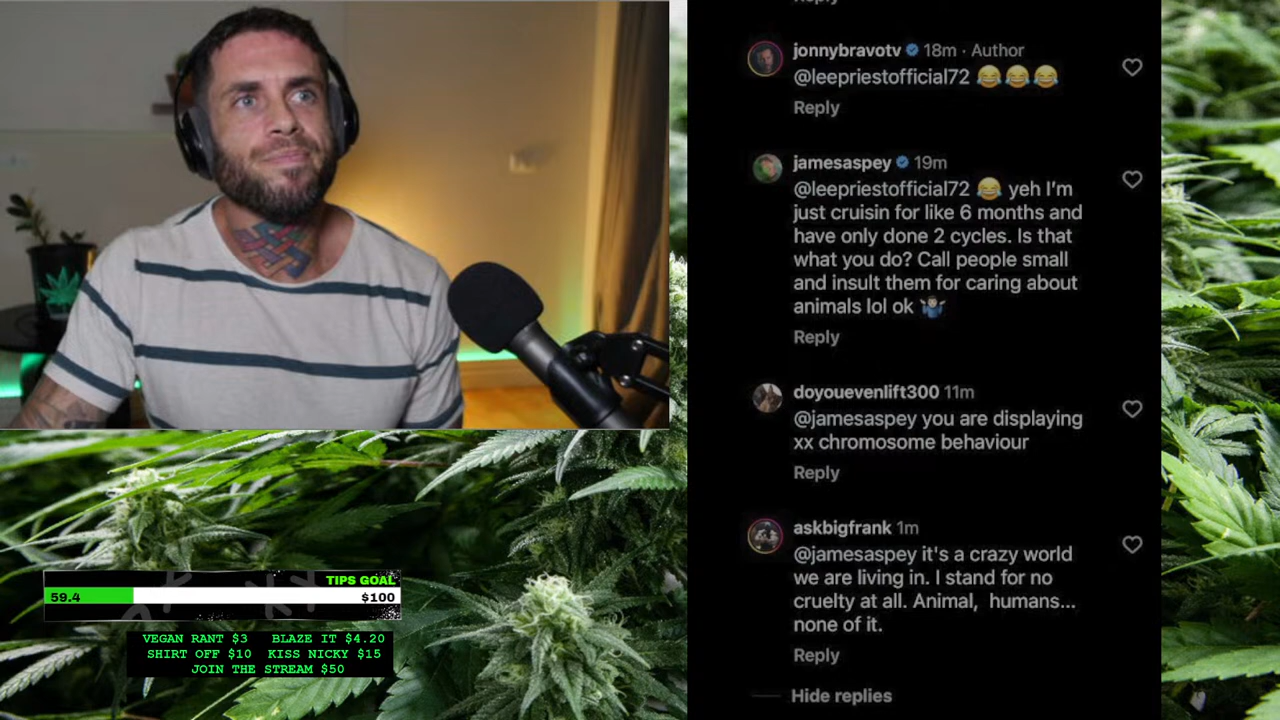 Reply
jonnybravotv 18m · Author
@leepriestofficial72 😂😂😂
Reply
jamesaspey 19m
@leepriestofficial72 😂 yeh I'm
just cruisin for like 6 months and
have only done 2 cycles. Is that
what you do? Call people small
and insult them for caring about
animals lol ok 🤷🏻‍♂️
Reply
doyouevenlift300 11m
@jamesaspey you are displaying
xx chromosome behaviour
Reply
askbigfrank 1m
@jamesaspey it's a crazy world
we are living in. I stand for no
cruelty at all. Animal, humans...
none of it.
Reply
Hide replies
TIPS GOAL
59.4 $100
VEGAN RANT $3 BLAZE IT $4.20
SHIRT OFF $10 KISS NICKY $15
JOIN THE STREAM $50